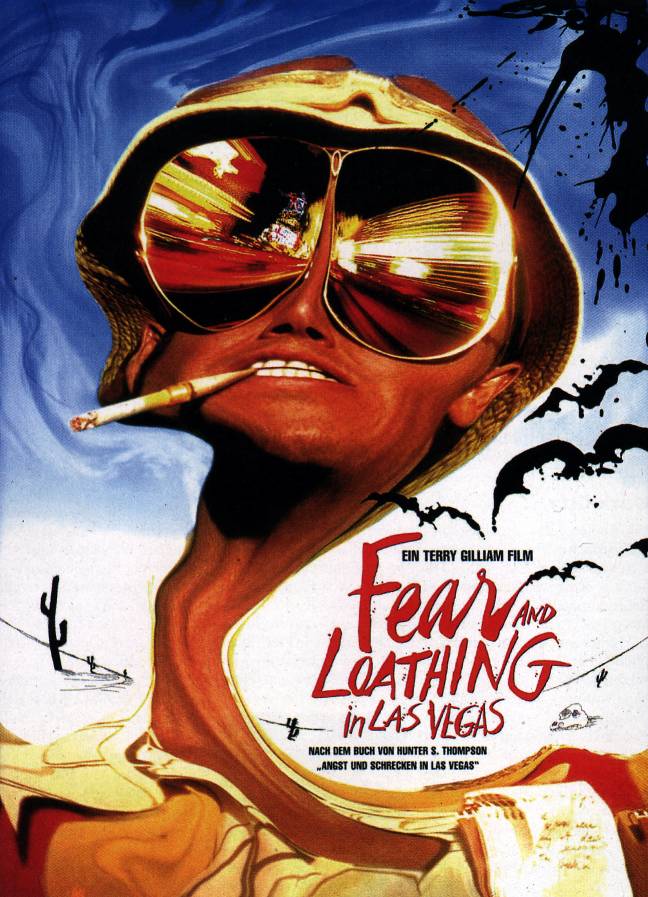 EIN TERRY GILLIAM FILM
Fear AND
LOATHING
in LAS VEGAS
NACH DEM BUCH VON HUNTER S. THOMPSON
„ANGST UND SCHRECKEN IN LAS VEGAS“